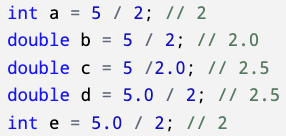 int a = 5 / 2; // 2
double b = 5 / 2; // 2.0
double c = 5 /2.0; // 2.5
double d = 5.0 / 2; // 2.5
int e = 5.0 / 2; // 2